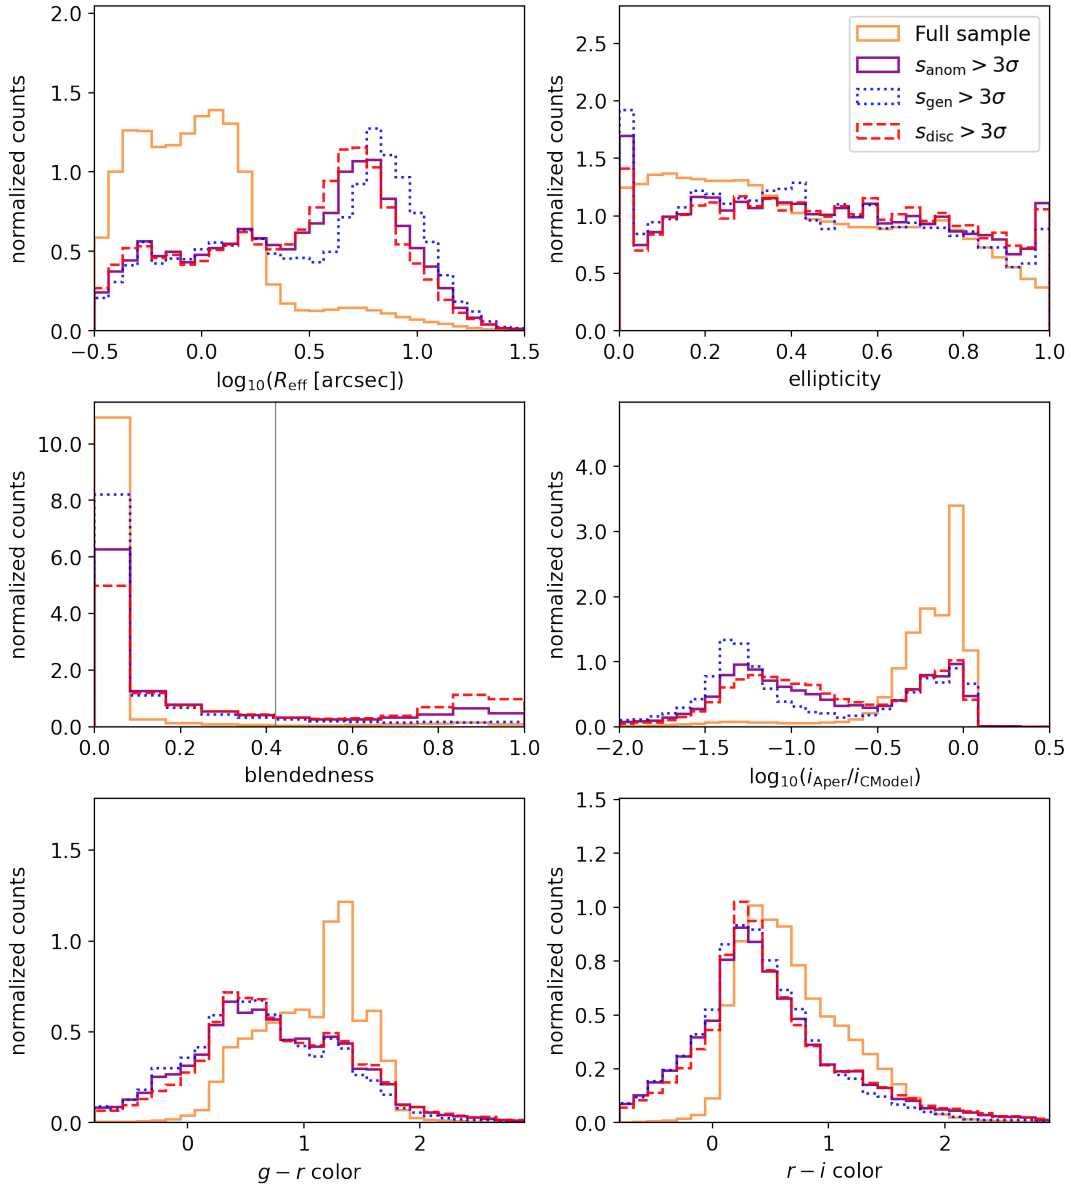 2.0
1.5
1.0
0.5
0.0
normalized counts
−0.5 0.0 0.5 1.0 1.5
log₁₀(R_eff [arcsec])
2.5
2.0
1.5
1.0
0.5
0.0
normalized counts
Full sample
s_anom > 3σ
s_gen > 3σ
s_disc > 3σ
0.0 0.2 0.4 0.6 0.8 1.0
ellipticity
10.0
8.0
6.0
4.0
2.0
0.0
normalized counts
0.0 0.2 0.4 0.6 0.8 1.0
blendedness
4.0
3.0
2.0
1.0
0.0
normalized counts
−2.0 −1.5 −1.0 −0.5 0.0 0.5
log₁₀(i_Aper/i_CModel)
1.5
1.0
0.5
0.0
normalized counts
0 1 2
g − r color
1.5
1.2
1.0
0.8
0.5
0.2
0.0
normalized counts
0 1 2
r − i color